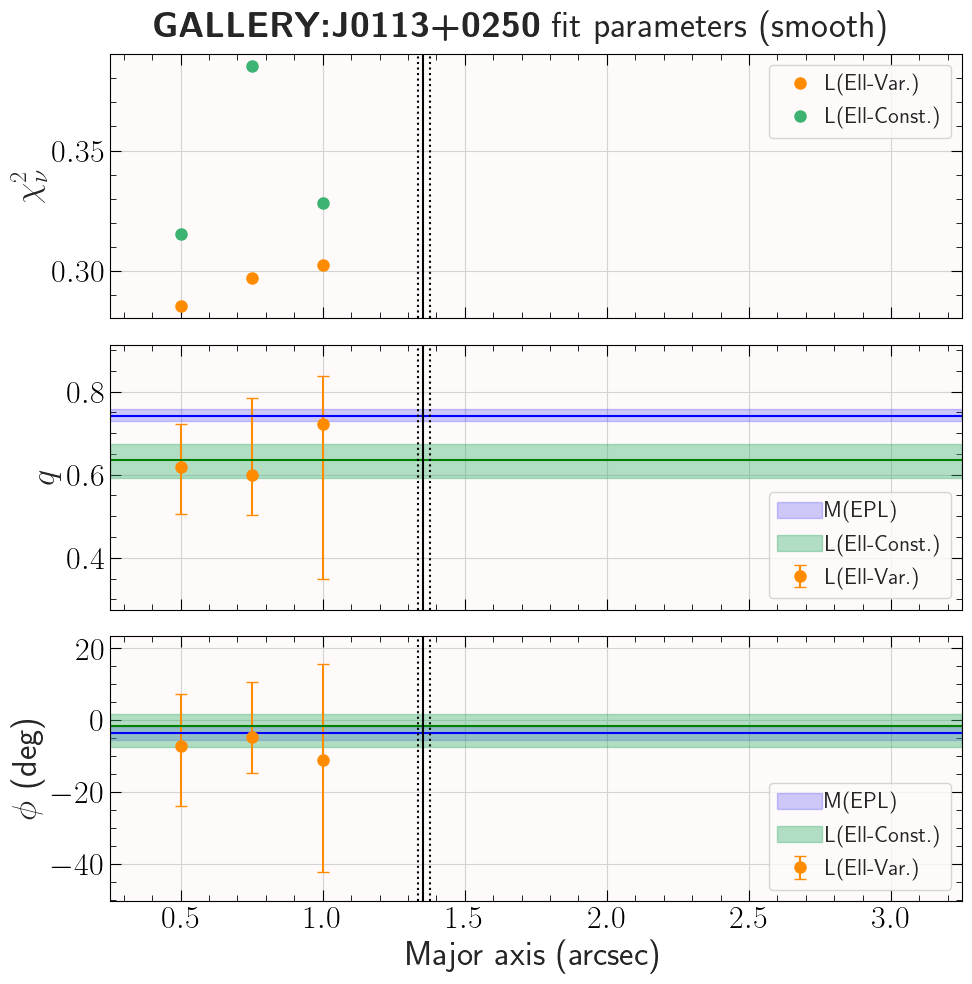 GALLERY:J0113+0250 fit parameters (smooth)
L(Ell-Var.)
L(Ell-Const.)
χ²ᵥ
0.35
0.30
q
0.8
0.6
0.4
M(EPL)
L(Ell-Const.)
L(Ell-Var.)
ϕ (deg)
20
0
−20
−40
M(EPL)
L(Ell-Const.)
L(Ell-Var.)
0.5 1.0 1.5 2.0 2.5 3.0
Major axis (arcsec)